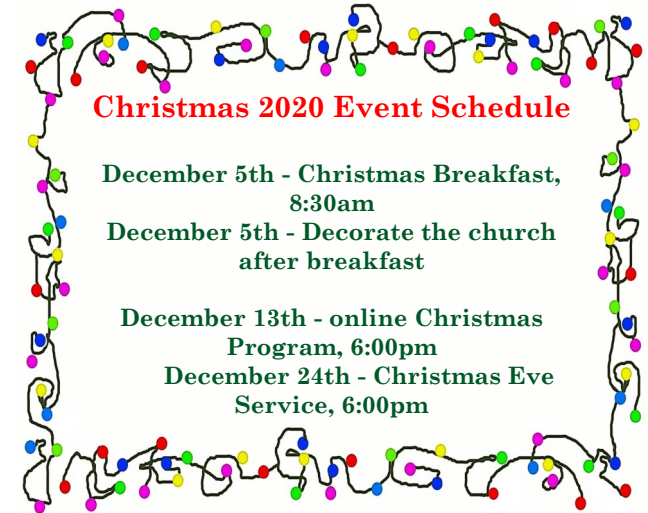 Christmas 2020 Event Schedule
December 5th - Christmas Breakfast,
8:30am
December 5th - Decorate the church
after breakfast
December 13th - online Christmas
Program, 6:00pm
December 24th - Christmas Eve
Service, 6:00pm